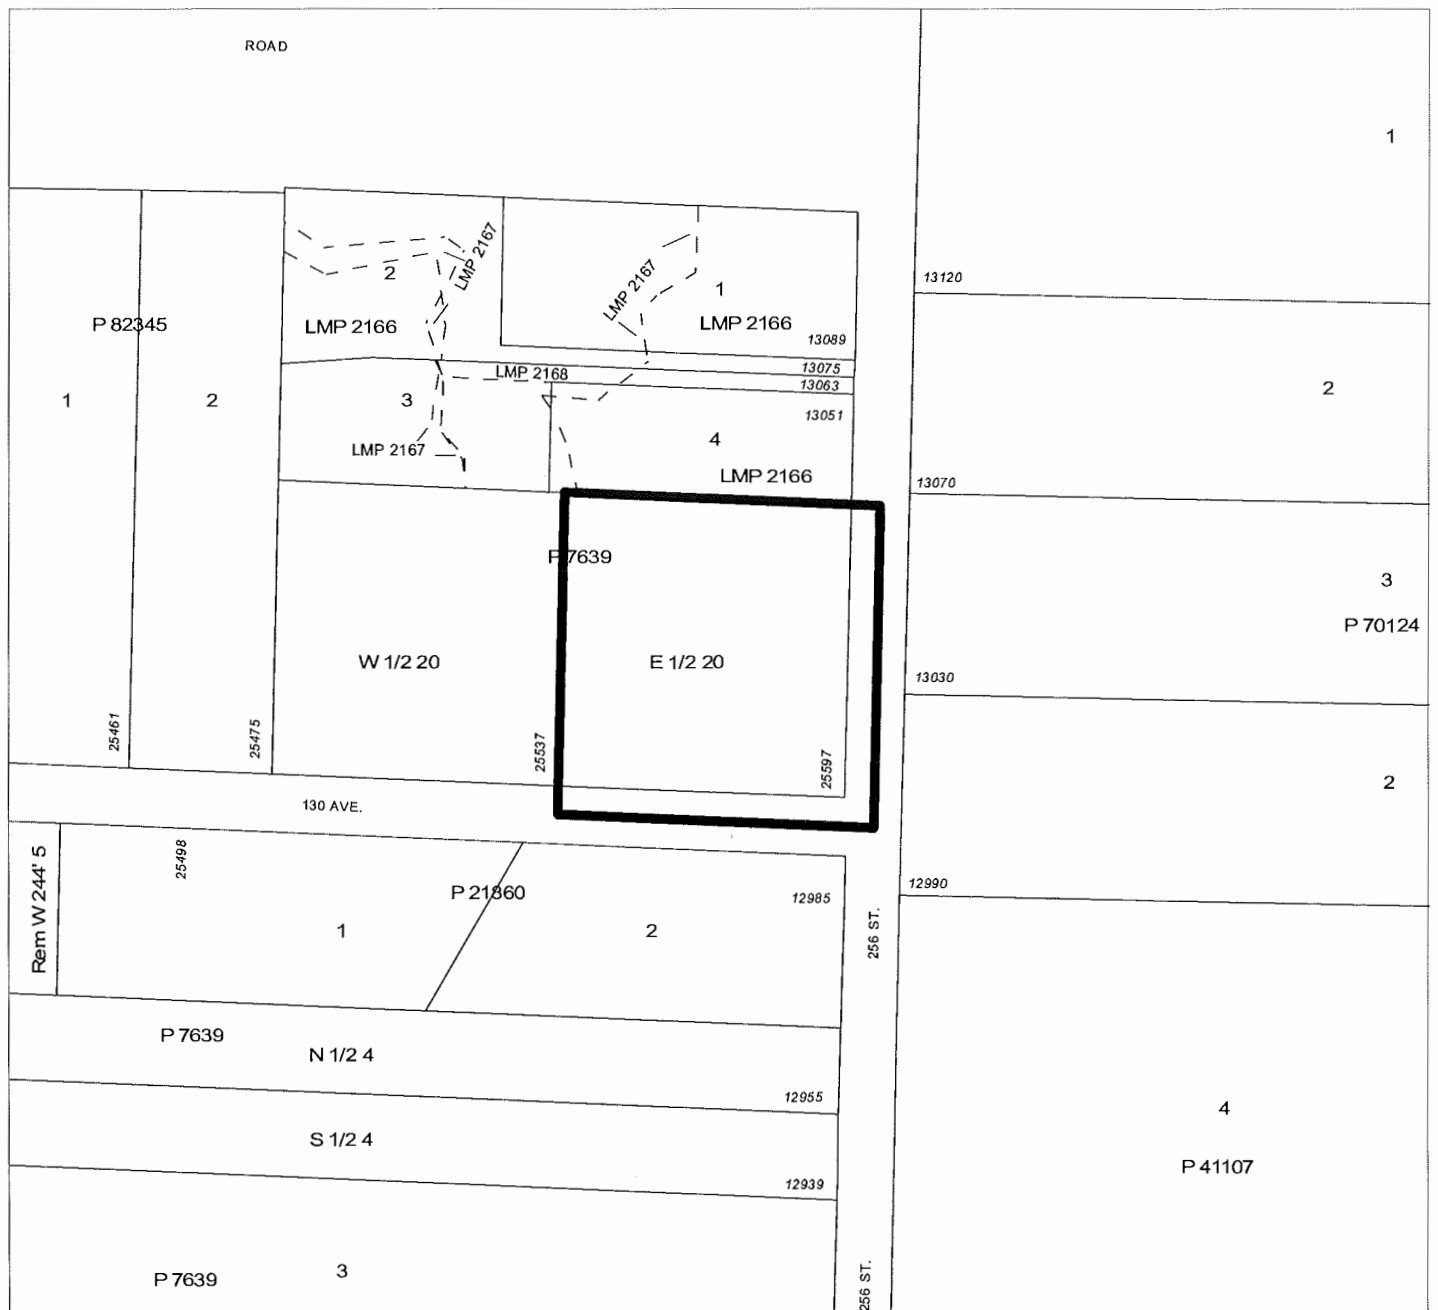 ROAD
1
13120
LMP 2167
2
LMP 2167
1
P 82345
LMP 2166
LMP 2166
13089
13075
LMP 2168
13063
1
2
3
13051
2
4
LMP 2167
LMP 2166
13070
P 7639
3
P 70124
W 1/2 20
E 1/2 20
13030
25461
25475
25537
25597
2
130 AVE.
Rem W 244' 5
25498
P 21860
12985
12990
1
2
256 ST.
P 7639
N 1/2 4
12955
4
S 1/2 4
P 41107
12939
P 7639
3
256 ST.